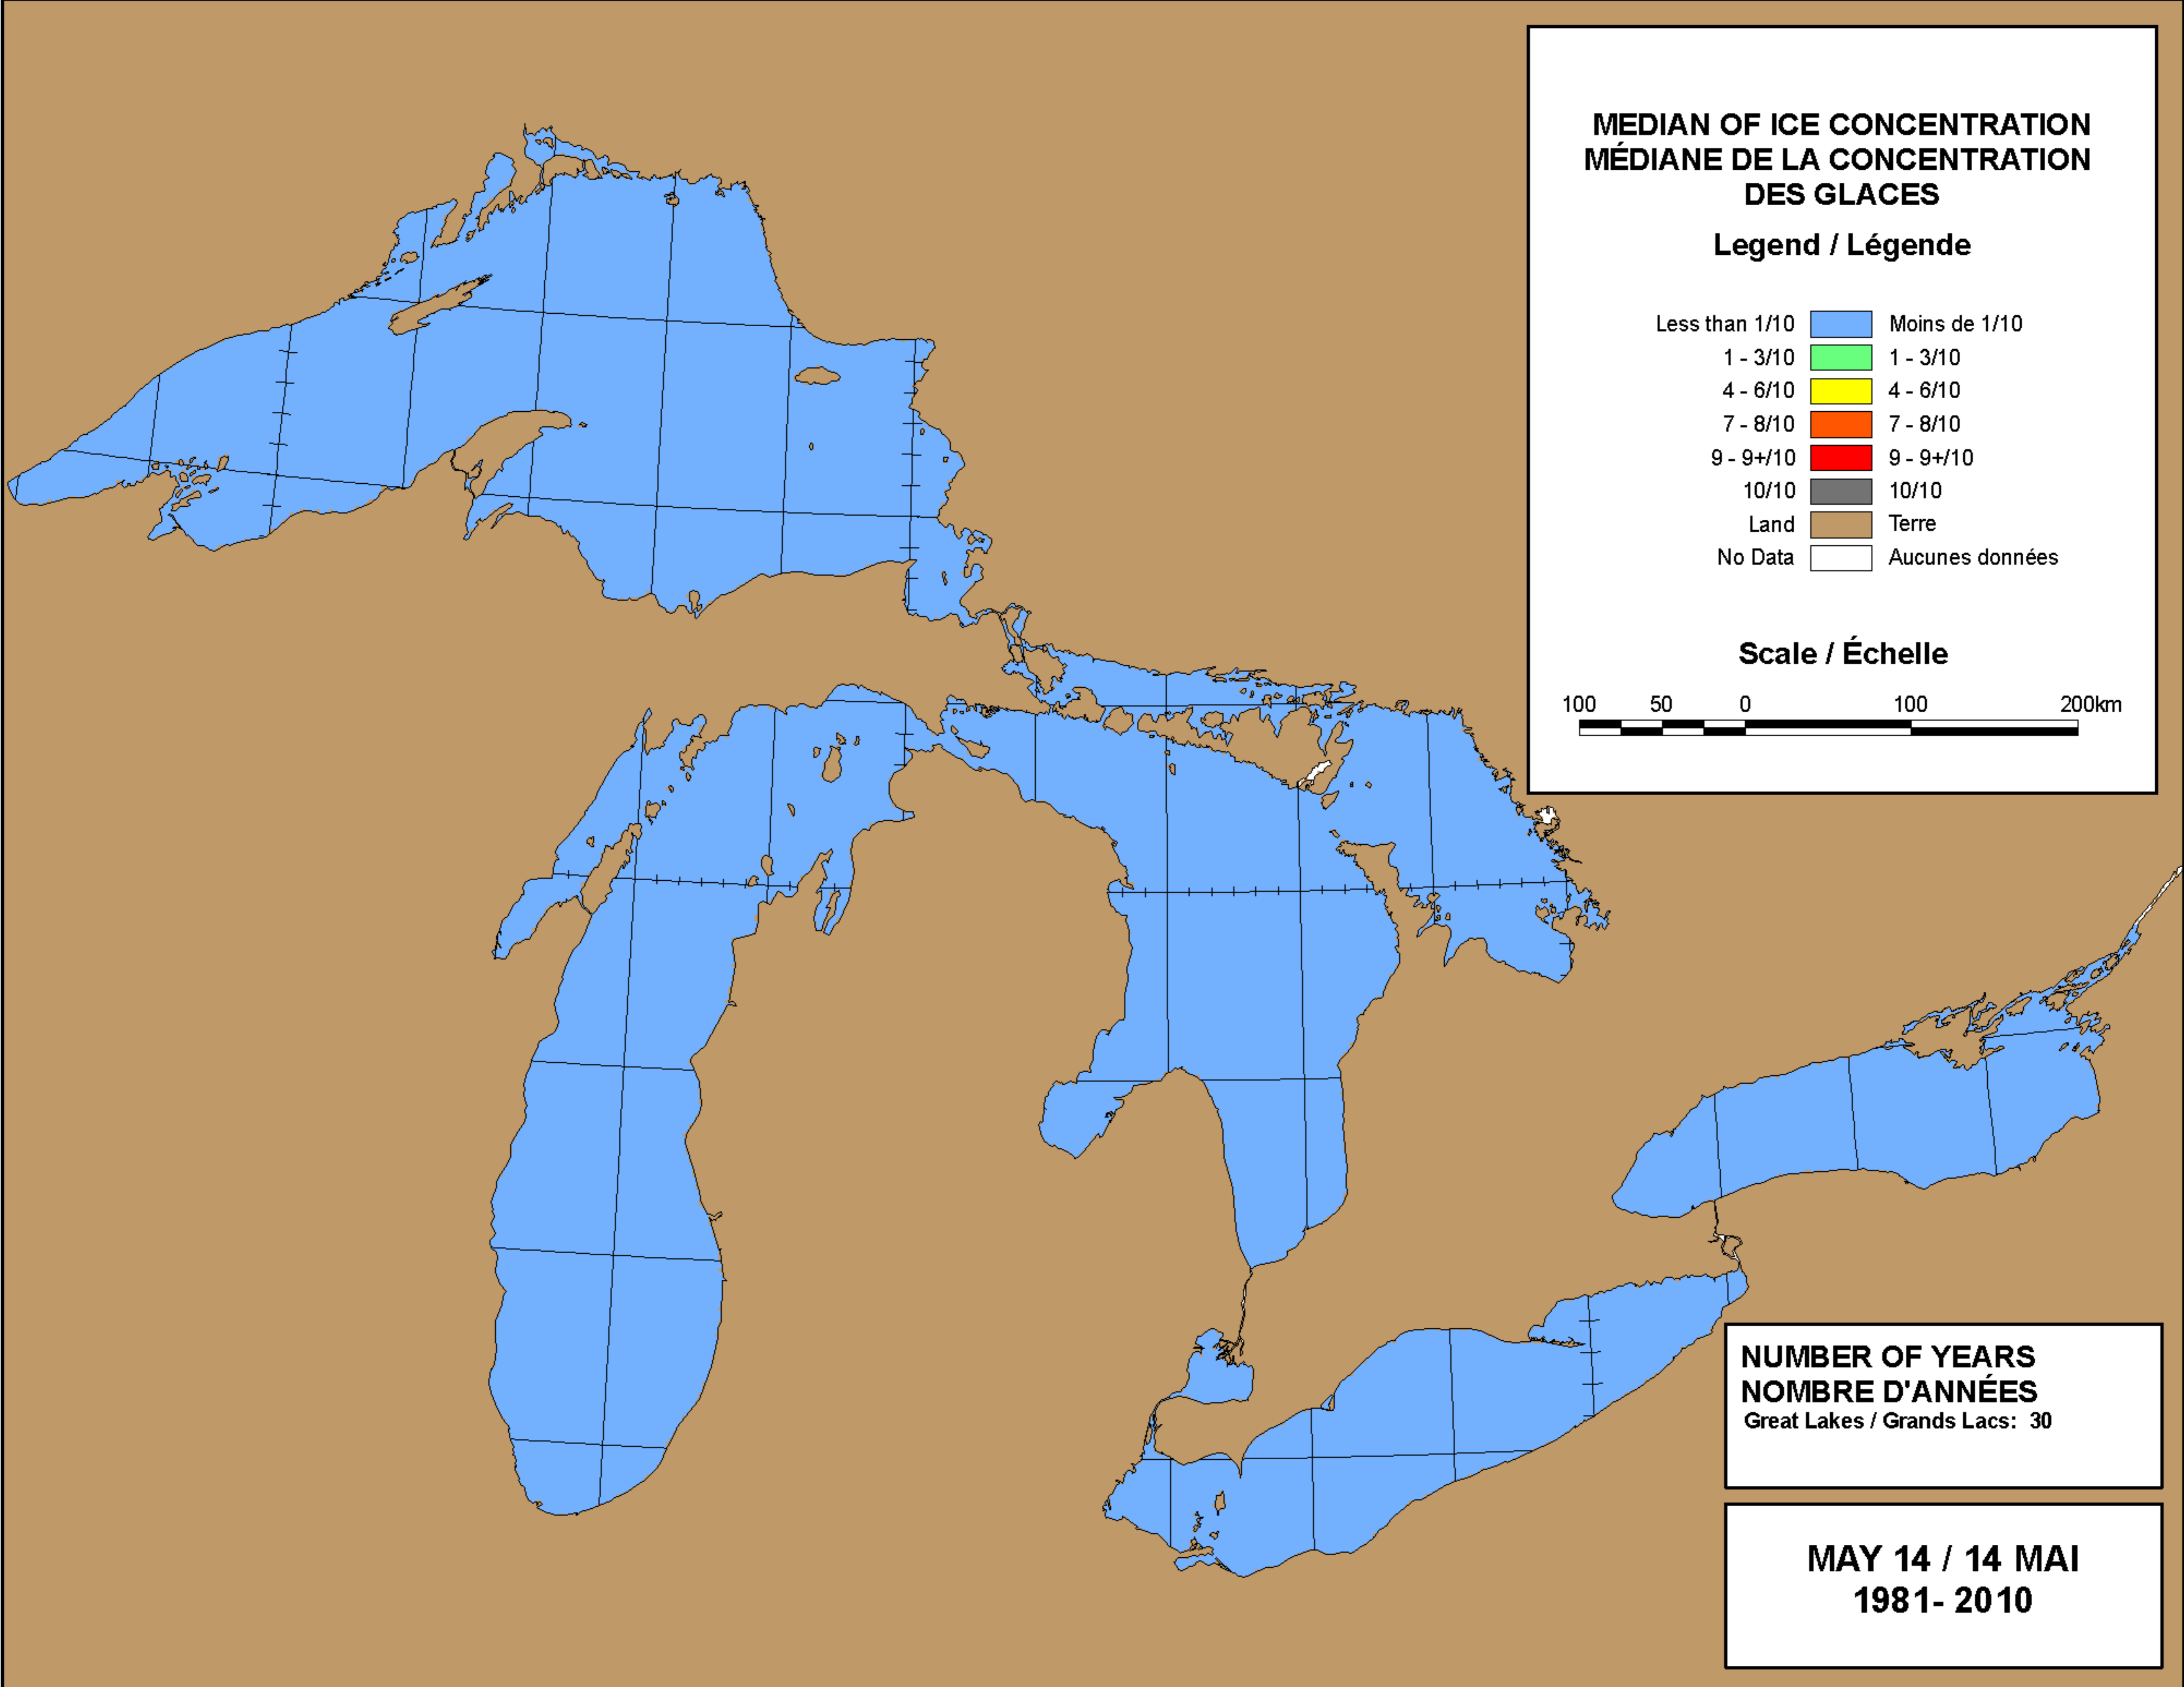 MEDIAN OF ICE CONCENTRATION
MÉDIANE DE LA CONCENTRATION
DES GLACES
Legend / Légende
Less than 1/10 Moins de 1/10
1 - 3/10 1 - 3/10
4 - 6/10 4 - 6/10
7 - 8/10 7 - 8/10
9 - 9+/10 9 - 9+/10
10/10 10/10
Land Terre
No Data Aucunes données
Scale / Échelle
100 50 0 100 200km
NUMBER OF YEARS
NOMBRE D'ANNÉES
Great Lakes / Grands Lacs: 30
MAY 14 / 14 MAI
1981- 2010